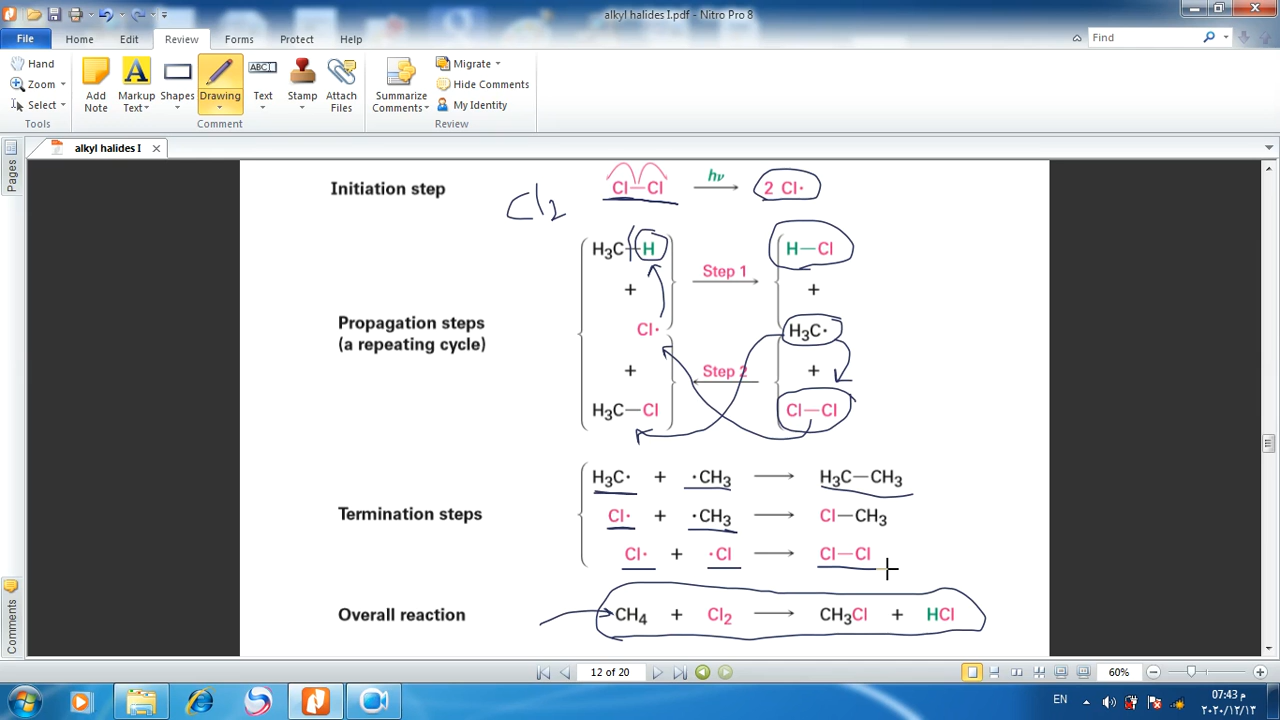 alkyl halides I.pdf - Nitro Pro 8
File Home Edit Review Forms Protect Help Find
Hand
Zoom
Select
Tools
Add Note
Markup Text
Shapes
Drawing
Text
Stamp
Attach Files
Comment
Summarize Comments
Migrate
Hide Comments
My Identity
Review
Pages
alkyl halides I
Initiation step Cl—Cl hν 2 Cl·
Cl2
H3C—H H—Cl
Step 1
+ +
Propagation steps
(a repeating cycle)
Cl· H3C·
+ Step 2 +
H3C—Cl Cl—Cl
H3C· + ·CH3 → H3C—CH3
Termination steps Cl· + ·CH3 → Cl—CH3
Cl· + ·Cl → Cl—Cl
Overall reaction CH4 + Cl2 → CH3Cl + HCl
Comments
12 of 20 60%
EN 07:43 م
٢٠٢٠/١٢/١٣